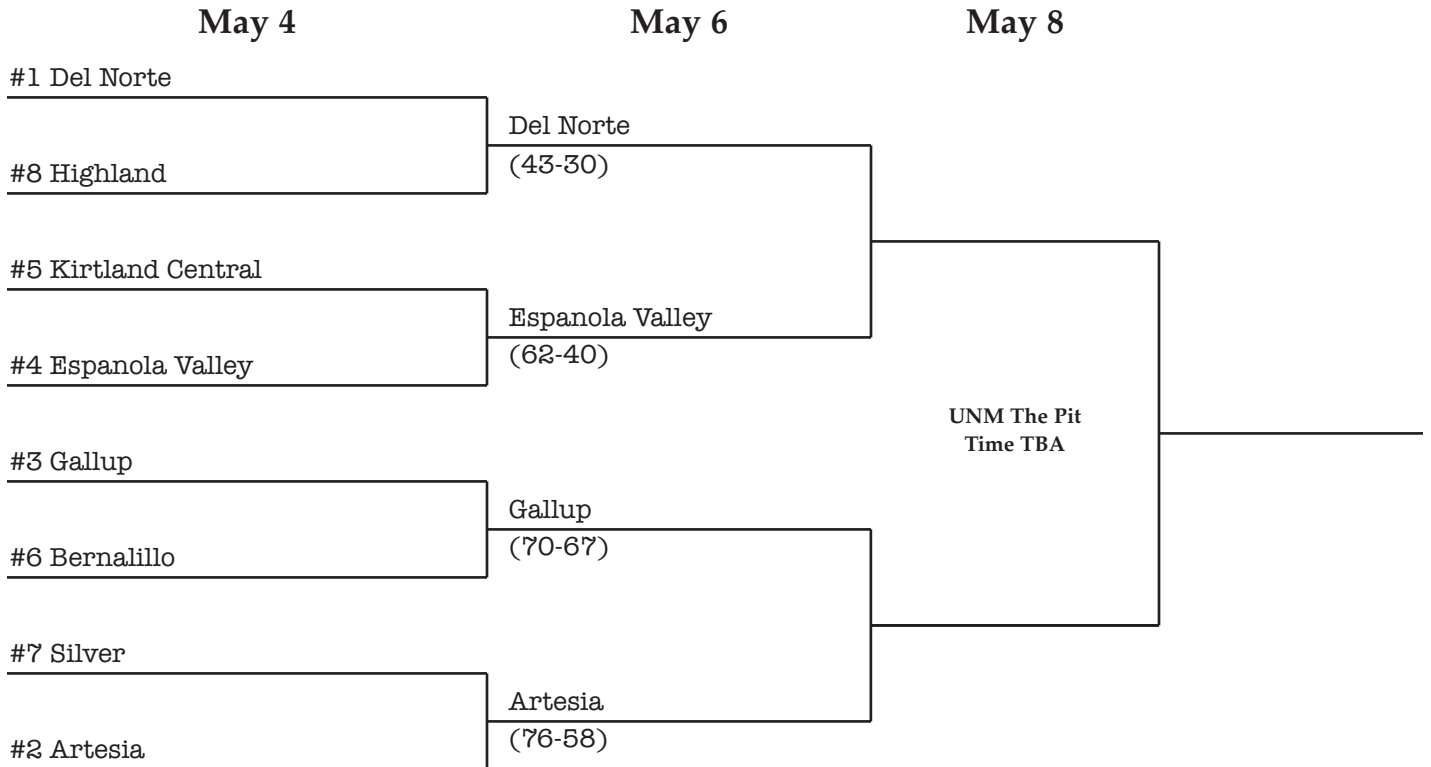 May 4
May 6
May 8
#1 Del Norte
Del Norte
(43-30)
#8 Highland
#5 Kirtland Central
Espanola Valley
(62-40)
#4 Espanola Valley
UNM The Pit
Time TBA
#3 Gallup
Gallup
(70-67)
#6 Bernalillo
#7 Silver
Artesia
(76-58)
#2 Artesia